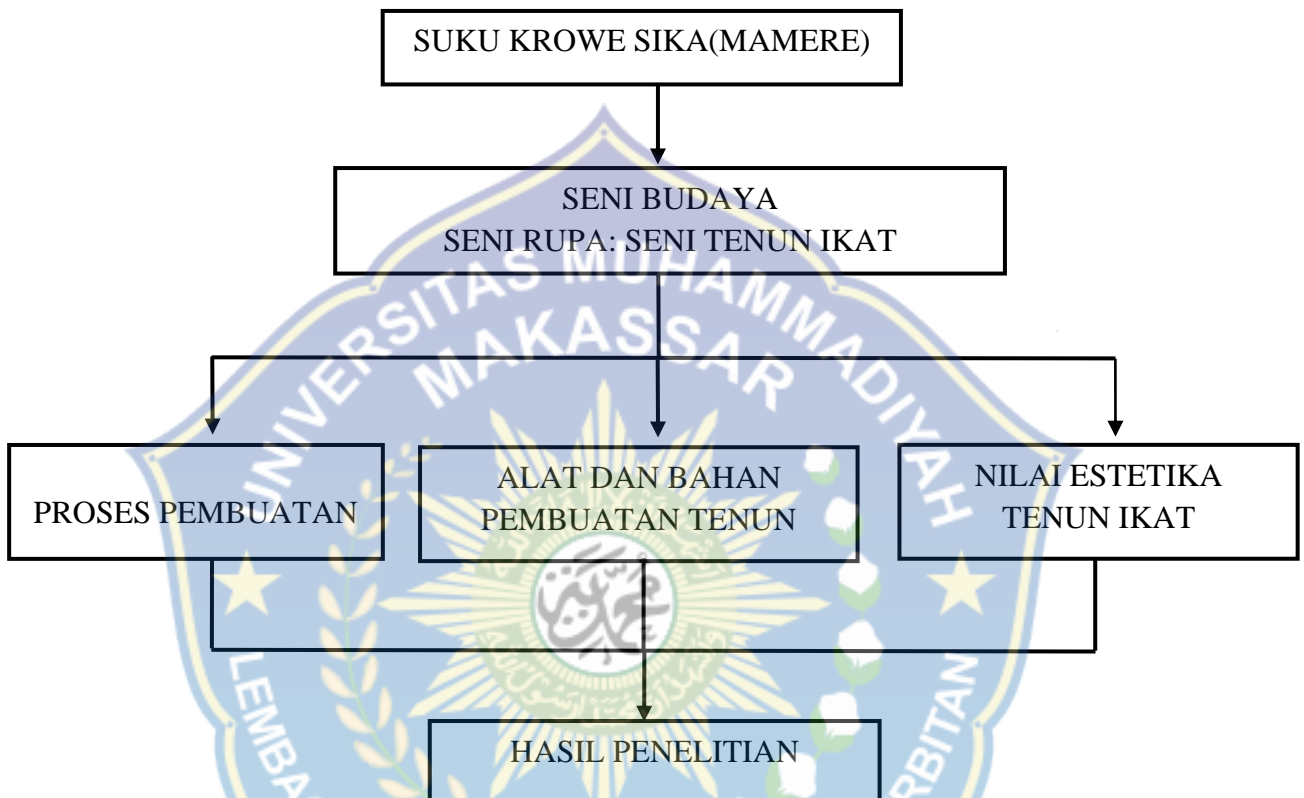 SUKU KROWE SIKA(MAMERE)
SENI BUDAYA
SENI RUPA: SENI TENUN IKAT
UNIVERSITAS MUHAMMADIYAH
MAKASSAR
PROSES PEMBUATAN
ALAT DAN BAHAN
PEMBUATAN TENUN
NILAI ESTETIKA
TENUN IKAT
HASIL PENELITIAN